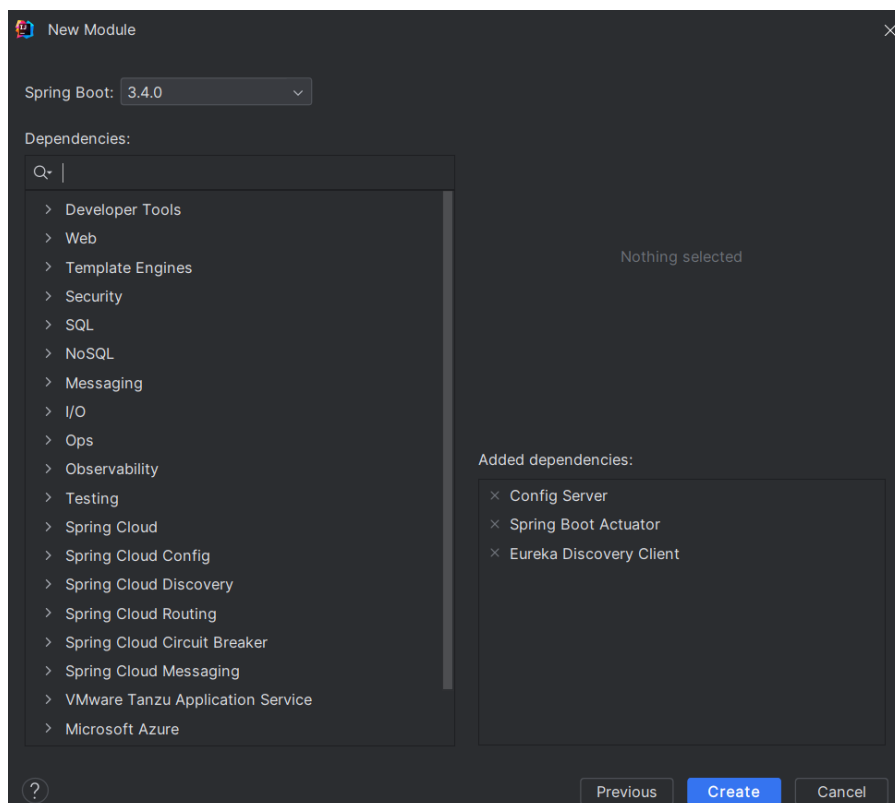 New Module
Spring Boot: 3.4.0
Dependencies:
Developer Tools
Web
Template Engines
Security
SQL
NoSQL
Messaging
I/O
Ops
Observability
Testing
Spring Cloud
Spring Cloud Config
Spring Cloud Discovery
Spring Cloud Routing
Spring Cloud Circuit Breaker
Spring Cloud Messaging
VMware Tanzu Application Service
Microsoft Azure
Nothing selected
Added dependencies:
Config Server
Spring Boot Actuator
Eureka Discovery Client
?
Previous Create Cancel